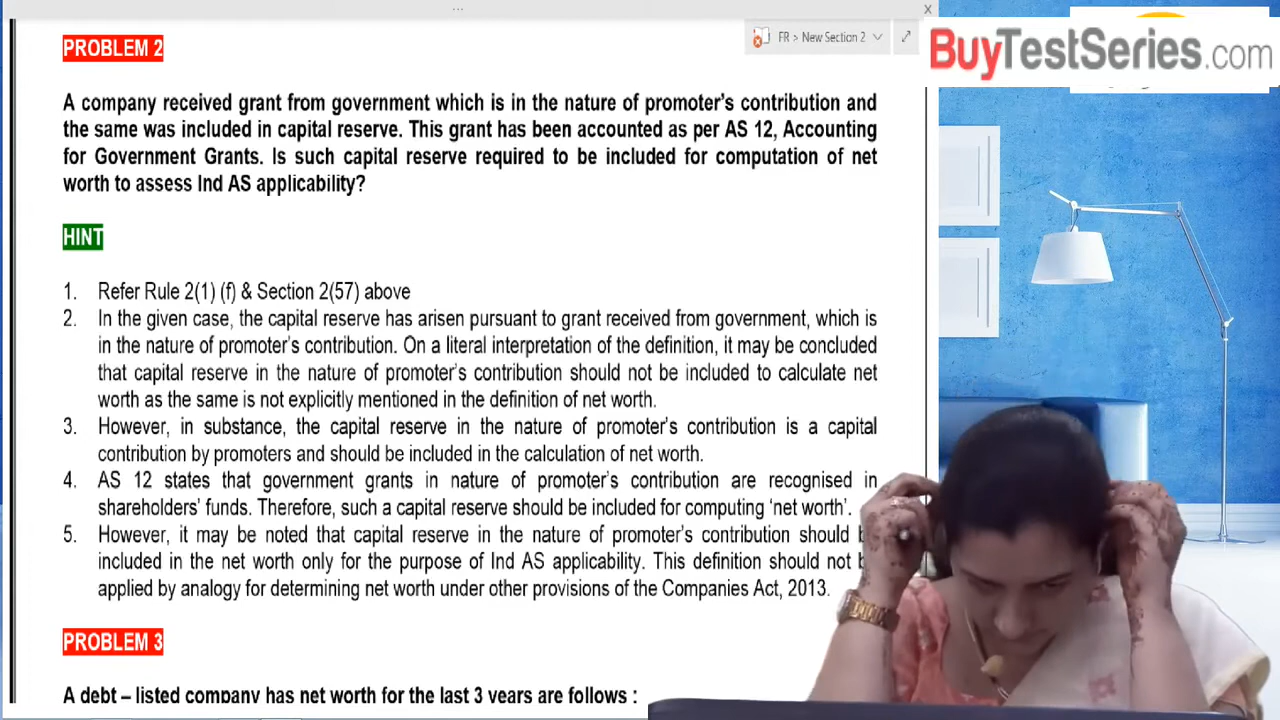 ...
x
PROBLEM 2
FR > New Section 2
BuyTestSeries.com
A company received grant from government which is in the nature of promoter's contribution and
the same was included in capital reserve. This grant has been accounted as per AS 12, Accounting
for Government Grants. Is such capital reserve required to be included for computation of net
worth to assess Ind AS applicability?
HINT
1. Refer Rule 2(1) (f) & Section 2(57) above
2. In the given case, the capital reserve has arisen pursuant to grant received from government, which is
in the nature of promoter's contribution. On a literal interpretation of the definition, it may be concluded
that capital reserve in the nature of promoter's contribution should not be included to calculate net
worth as the same is not explicitly mentioned in the definition of net worth.
3. However, in substance, the capital reserve in the nature of promoter's contribution is a capital
contribution by promoters and should be included in the calculation of net worth.
4. AS 12 states that government grants in nature of promoter's contribution are recognised in
shareholders' funds. Therefore, such a capital reserve should be included for computing 'net worth'.
5. However, it may be noted that capital reserve in the nature of promoter's contribution should
included in the net worth only for the purpose of Ind AS applicability. This definition should not
applied by analogy for determining net worth under other provisions of the Companies Act, 2013.
PROBLEM 3
A debt – listed company has net worth for the last 3 years are follows :